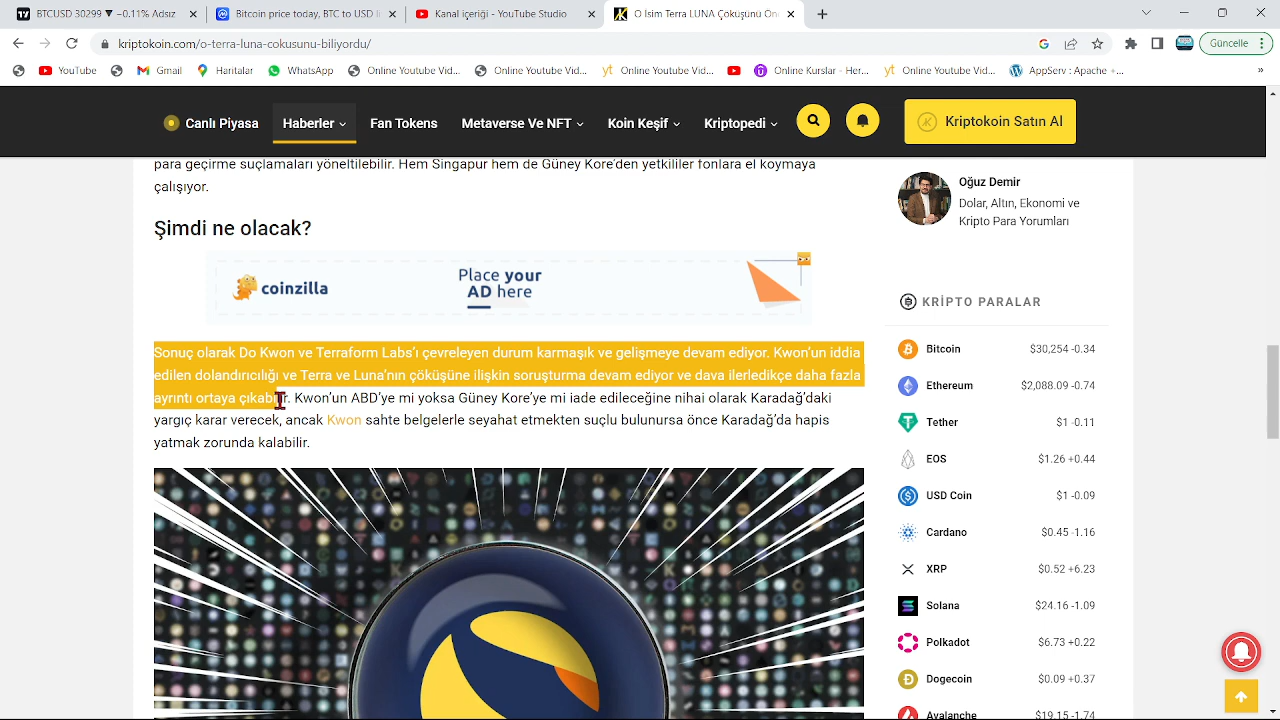 BTCUSD 30299 ▼ -0.34%
Bitcoin price today, BTC to USD li
Kanal içeriği - YouTube Studio
O İsim Terra LUNA Çöküşünü Ön
kriptokoin.com/o-terra-luna-cokusunu-biliyordu/
Güncelle
YouTube
Gmail
Haritalar
WhatsApp
Online Youtube Vid...
Online Youtube Vid...
Online Youtube Vid...
Online Kurslar - Her...
Online Youtube Vid...
AppServ : Apache +...
Canlı Piyasa
Haberler
Fan Tokens
Metaverse Ve NFT
Koin Keşif
Kriptopedi
Kriptokoin Satın Al
para geçirme suçlamaları yöneltilebilir. Hem Singapur hem de Güney Kore'den yetkililer fonlara el koymaya
çalışıyor.
Şimdi ne olacak?
coinzilla
Place your
AD here
Sonuç olarak Do Kwon ve Terraform Labs'ı çevreleyen durum karmaşık ve gelişmeye devam ediyor. Kwon'un iddia
edilen dolandırıcılığı ve Terra ve Luna'nın çöküşüne ilişkin soruşturma devam ediyor ve dava ilerledikçe daha fazla
ayrıntı ortaya çıkabilir. Kwon'un ABD'ye mi yoksa Güney Kore'ye mi iade edileceğine nihai olarak Karadağ'daki
yargıç karar verecek, ancak Kwon sahte belgelerle seyahat etmekten suçlu bulunursa önce Karadağ'da hapis
yatmak zorunda kalabilir.
Oğuz Demir
Dolar, Altın, Ekonomi ve
Kripto Para Yorumları
KRİPTO PARALAR
Bitcoin $30,254 -0.34
Ethereum $2,088.09 -0.74
Tether $1 -0.11
EOS $1.26 +0.44
USD Coin $1 -0.09
Cardano $0.45 -1.16
XRP $0.52 +6.23
Solana $24.16 -1.09
Polkadot $6.73 +0.22
Dogecoin $0.09 +0.37
Avalanche $19.15 -1.74